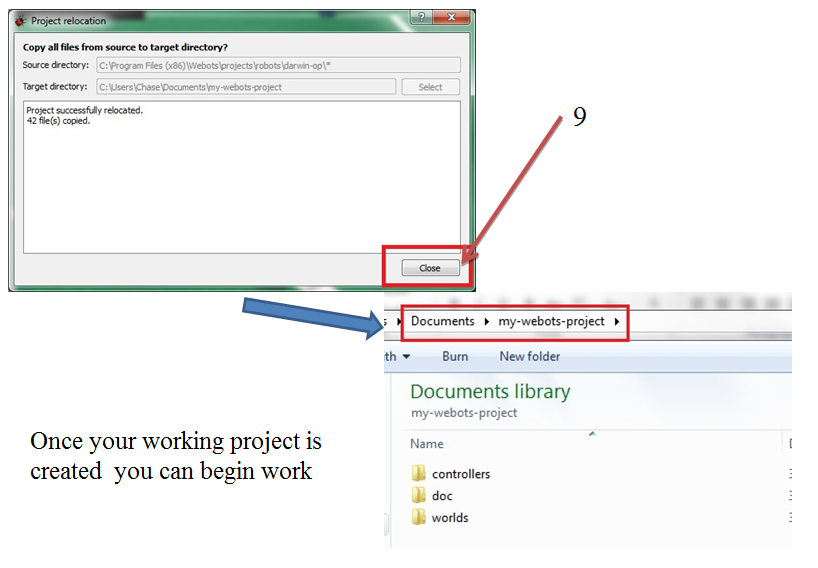 Project relocation
Copy all files from source to target directory?
Source directory: C:\Program Files (x86)\Webots\projects\robots\darwin-op\*
Target directory: C:\Users\Chase\Documents\my-webots-project Select
Project successfully relocated.
42 file(s) copied.
Close
9
Documents my-webots-project
Burn New folder
Documents library
my-webots-project
Name
controllers
doc
worlds
Once your working project is
created you can begin work